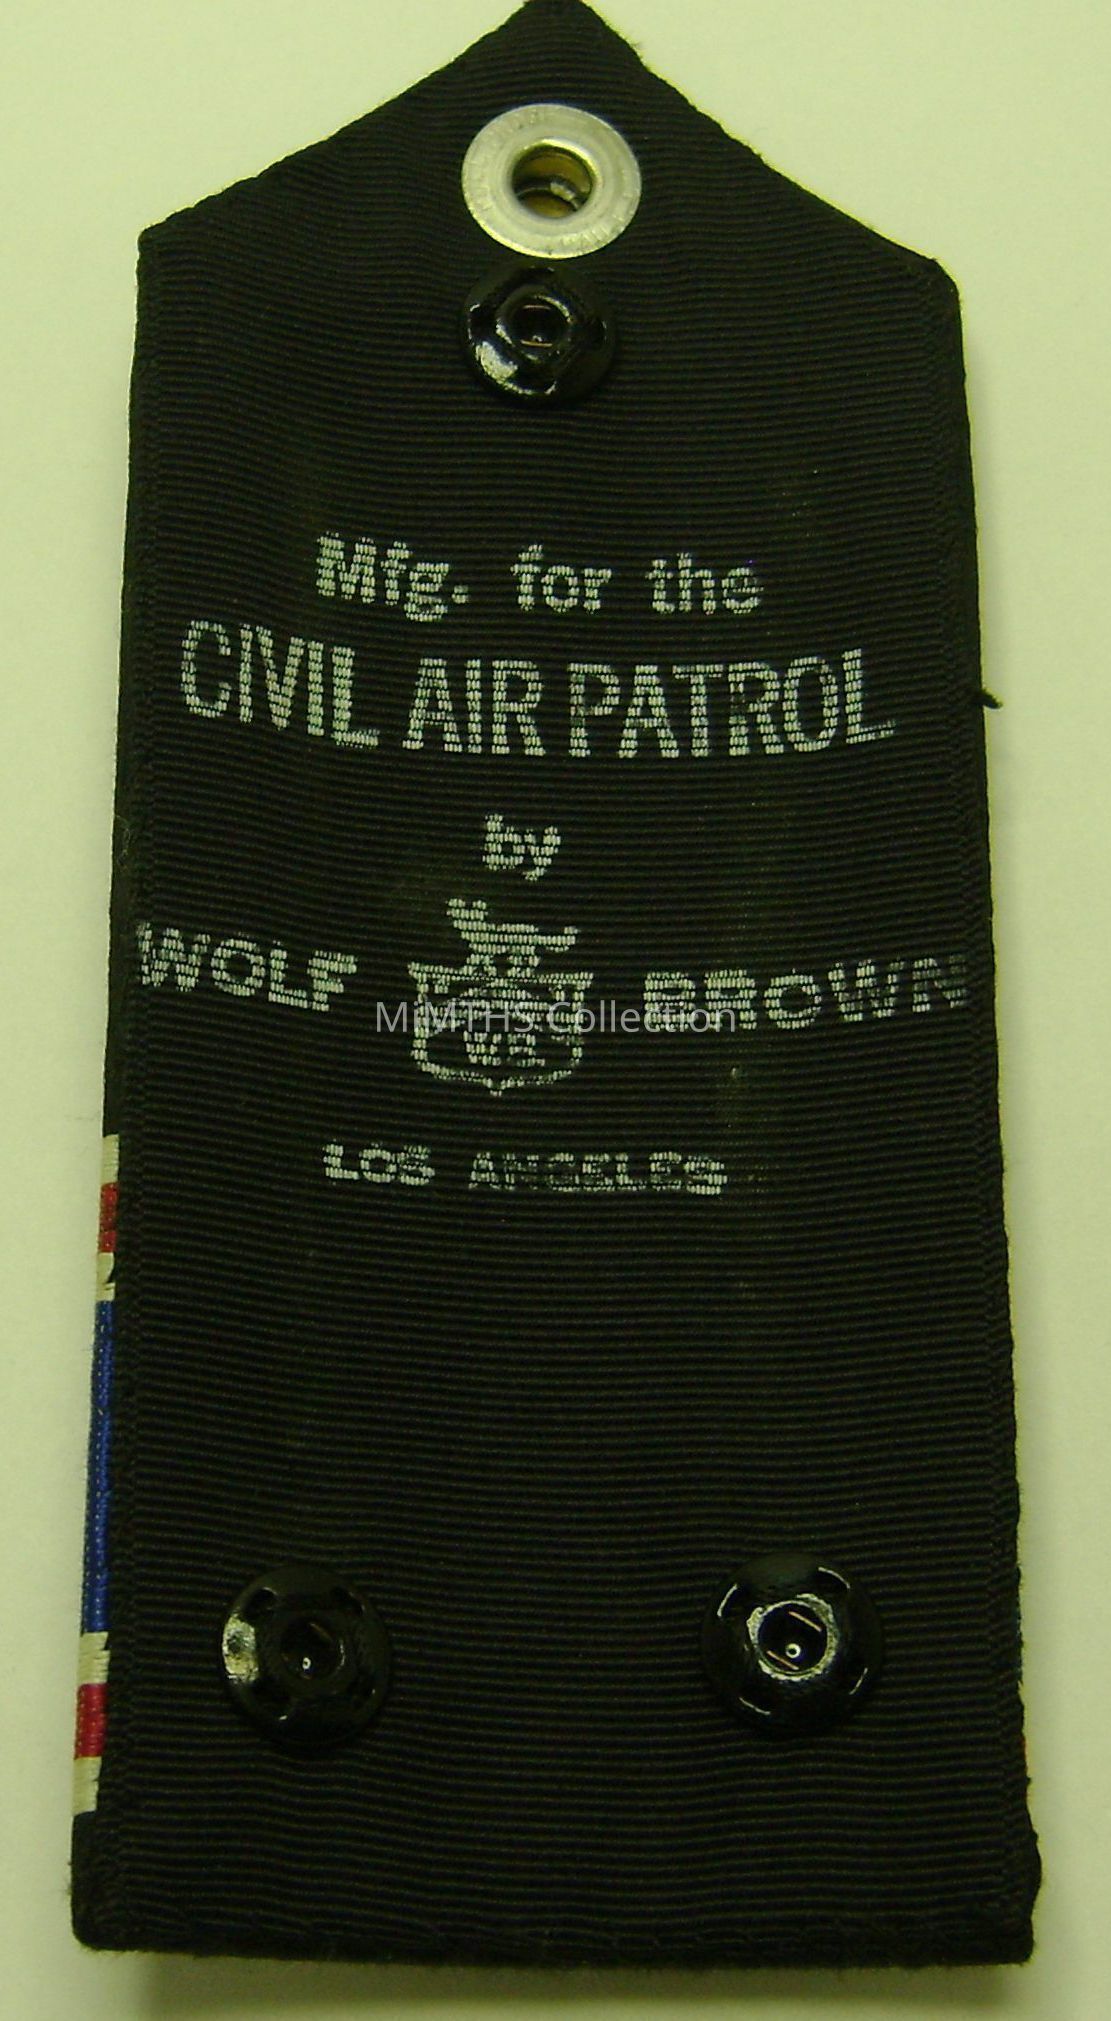 Mfg. for the
CIVIL AIR PATROL
by
WOLF BROWN
W.B.
MiMTHS Collection
LOS ANGELES